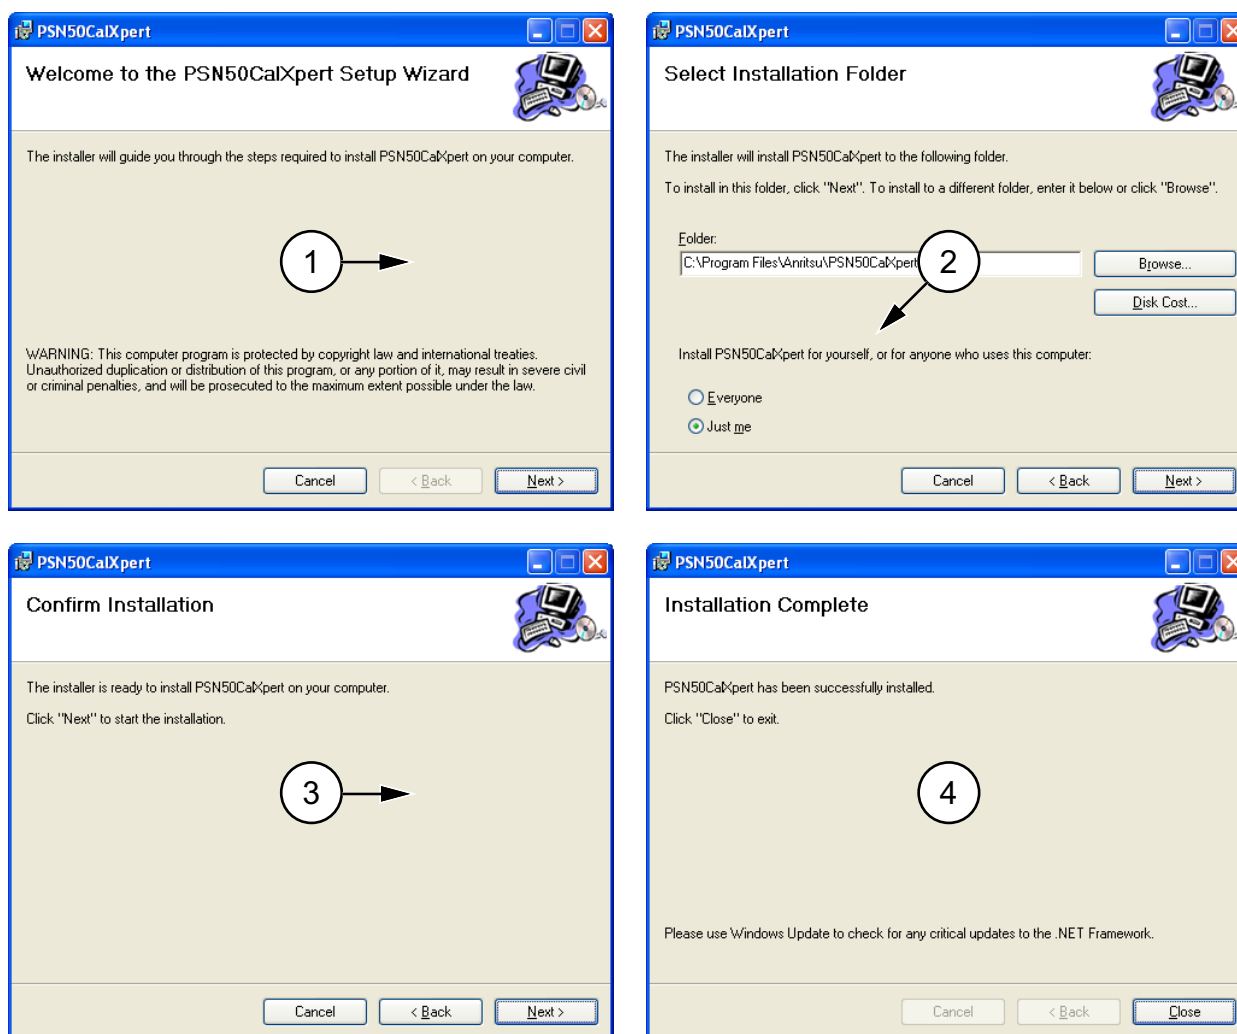 PSN50CalXpert
Welcome to the PSN50CalXpert Setup Wizard
The installer will guide you through the steps required to install PSN50CalXpert on your computer.
1
WARNING: This computer program is protected by copyright law and international treaties.
Unauthorized duplication or distribution of this program, or any portion of it, may result in severe civil
or criminal penalties, and will be prosecuted to the maximum extent possible under the law.
Cancel
< Back
Next >
PSN50CalXpert
Select Installation Folder
The installer will install PSN50CalXpert to the following folder.
To install in this folder, click "Next". To install to a different folder, enter it below or click "Browse".
Folder:
C:\Program Files\Anritsu\PSN50CalXpert
2
Browse...
Disk Cost...
Install PSN50CalXpert for yourself, or for anyone who uses this computer:
Everyone
Just me
Cancel
< Back
Next >
PSN50CalXpert
Confirm Installation
The installer is ready to install PSN50CalXpert on your computer.
Click "Next" to start the installation.
3
Cancel
< Back
Next >
PSN50CalXpert
Installation Complete
PSN50CalXpert has been successfully installed.
Click "Close" to exit.
4
Please use Windows Update to check for any critical updates to the .NET Framework.
Cancel
< Back
Close